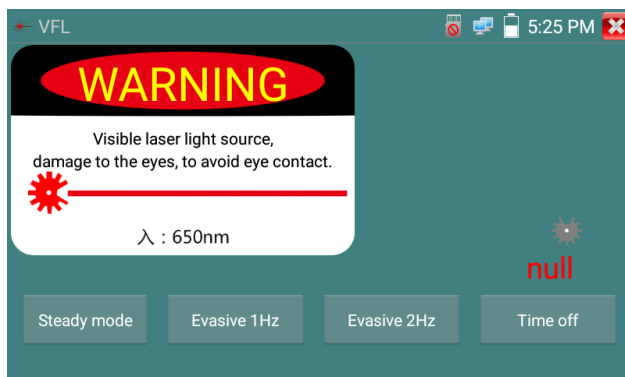 VFL
5:25 PM
WARNING
Visible laser light source,
damage to the eyes, to avoid eye contact.
入 : 650nm
null
Steady mode
Evasive 1Hz
Evasive 2Hz
Time off